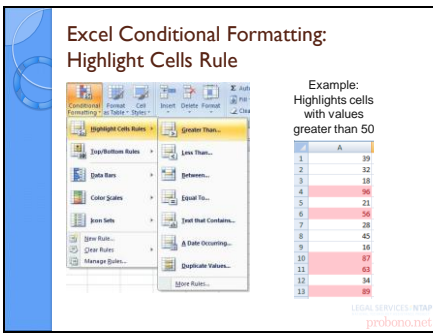 Excel Conditional Formatting:
Highlight Cells Rule
Conditional Formatting
Format as Table
Cell Styles
Insert Delete Format
Σ Aut
Fill
Clea
Highlight Cells Rules
Top/Bottom Rules
Data Bars
Color Scales
Icon Sets
New Rule...
Clear Rules
Manage Rules...
Greater Than...
Less Than...
Between...
Equal To...
Text that Contains...
A Date Occurring...
Duplicate Values...
More Rules...
Example:
Highlights cells
with values
greater than 50
A
1 39
2 32
3 18
4 96
5 21
6 56
7 28
8 45
9 16
10 87
11 63
12 34
13 89
LEGAL SERVICES·NTAP
probono.net